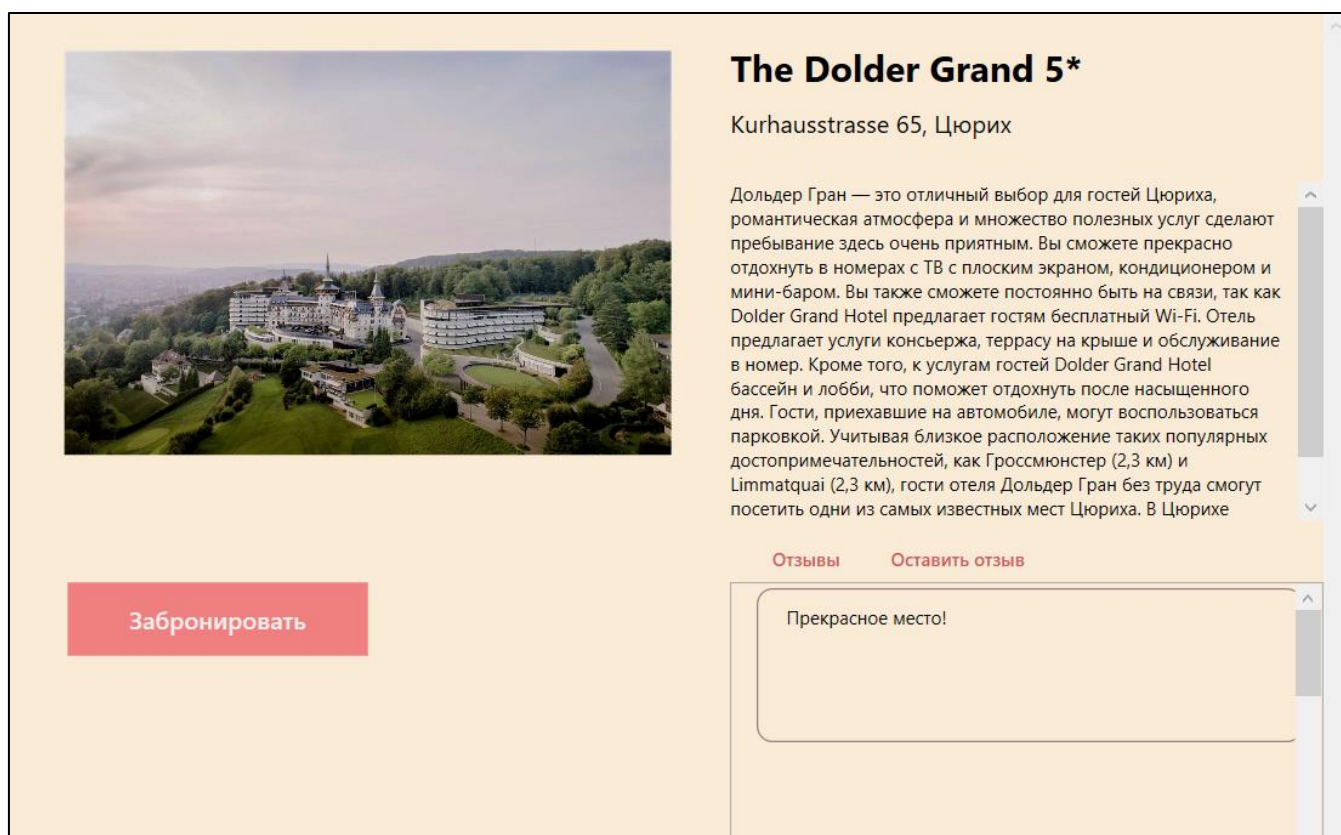 The Dolder Grand 5*
Kurhausstrasse 65, Цюрих
Дольдер Гран — это отличный выбор для гостей Цюриха,
романтическая атмосфера и множество полезных услуг сделают
пребывание здесь очень приятным. Вы сможете прекрасно
отдохнуть в номерах с ТВ с плоским экраном, кондиционером и
мини-баром. Вы также сможете постоянно быть на связи, так как
Dolder Grand Hotel предлагает гостям бесплатный Wi-Fi. Отель
предлагает услуги консьержа, террасу на крыше и обслуживание
в номер. Кроме того, к услугам гостей Dolder Grand Hotel
бассейн и лобби, что поможет отдохнуть после насыщенного
дня. Гости, приехавшие на автомобиле, могут воспользоваться
парковкой. Учитывая близкое расположение таких популярных
достопримечательностей, как Гроссмюнстер (2,3 км) и
Limmatquai (2,3 км), гости отеля Дольдер Гран без труда смогут
посетить одни из самых известных мест Цюриха. В Цюрихе
Отзывы Оставить отзыв
Забронировать
Прекрасное место!